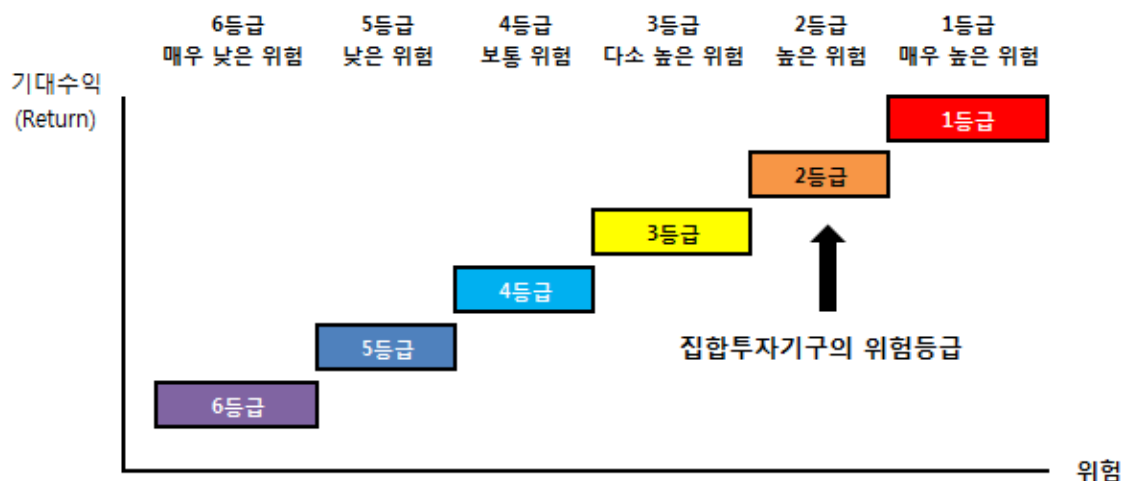 6등급 5등급 4등급 3등급 2등급 1등급
매우 낮은 위험 낮은 위험 보통 위험 다소 높은 위험 높은 위험 매우 높은 위험
기대수익
(Return)
1등급
2등급
3등급
4등급
집합투자기구의 위험등급
5등급
6등급
위험